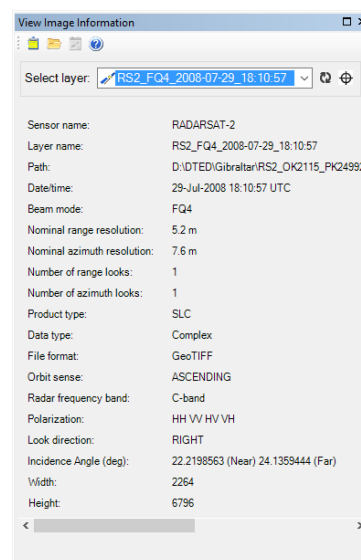 View Image Information
Select layer: RS2_FQ4_2008-07-29_18:10:57
Sensor name: RADARSAT-2
Layer name: RS2_FQ4_2008-07-29_18:10:57
Path: D:\DTED\Gibraltar\RS2_OK2115_PK2499
Date/time: 29-Jul-2008 18:10:57 UTC
Beam mode: FQ4
Nominal range resolution: 5.2 m
Nominal azimuth resolution: 7.6 m
Number of range looks: 1
Number of azimuth looks: 1
Product type: SLC
Data type: Complex
File format: GeoTIFF
Orbit sense: ASCENDING
Radar frequency band: C-band
Polarization: HH VV HV VH
Look direction: RIGHT
Incidence Angle (deg): 22.2198563 (Near) 24.1359444 (Far)
Width: 2264
Height: 6796